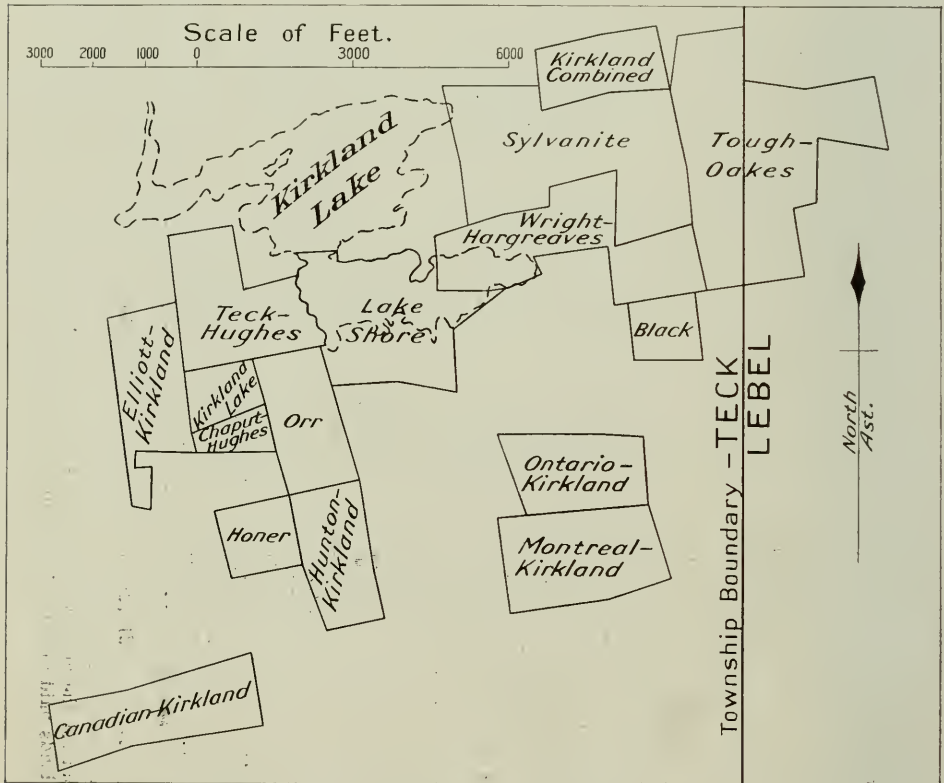 Scale of Feet.
3000 2000 1000 0 3000 6000
Kirkland
Combined
Kirkland
Lake
Sylvanite
Tough-
Oakes
Wright-
Hargreaves
Teck-
Hughes
Lake
Shore
Black
Elliott-
Kirkland
Kirkland
Lake
Chaput-
Hughes
Orr
Township Boundary - TECK
LEBEL
North
Ast.
Ontario-
Kirkland
Honer
Hunton-
Kirkland
Montreal-
Kirkland
Canadian-Kirkland